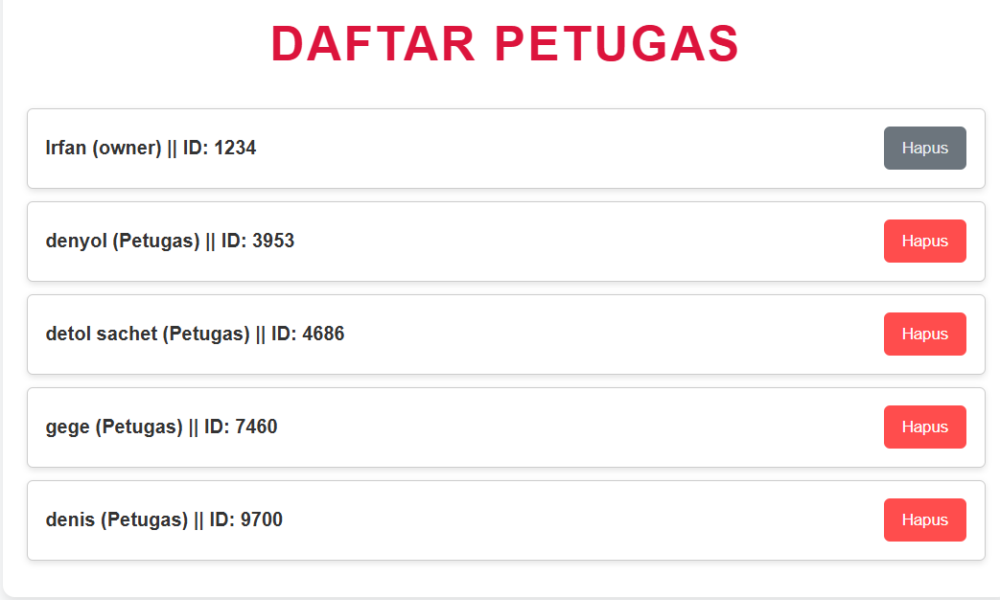 DAFTAR PETUGAS
Irfan (owner) || ID: 1234
Hapus
denyol (Petugas) || ID: 3953
Hapus
detol sachet (Petugas) || ID: 4686
Hapus
gege (Petugas) || ID: 7460
Hapus
denis (Petugas) || ID: 9700
Hapus